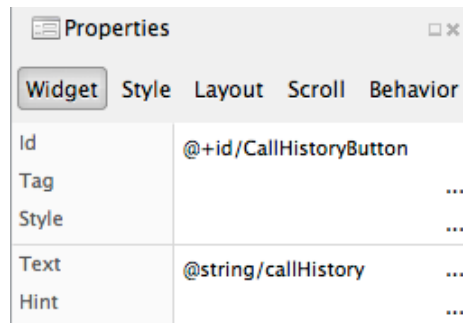 Properties
Widget Style Layout Scroll Behavior
Id @+id/CallHistoryButton
Tag ...
Style ...
Text @string/callHistory ...
Hint ...